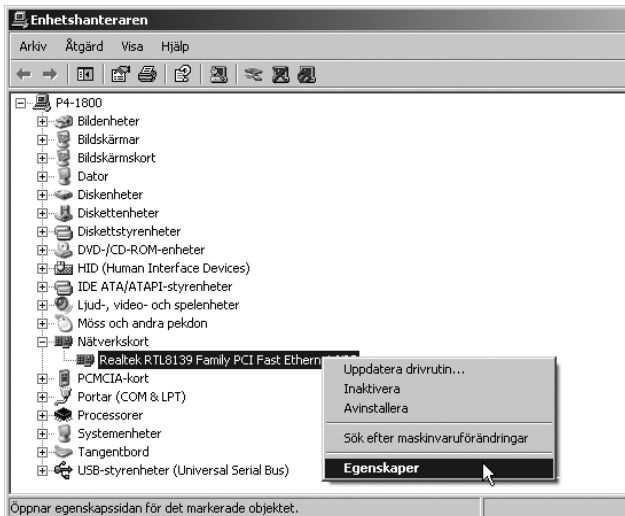 Enhetshanteraren
Arkiv Åtgärd Visa Hjälp
P4-1800
Bildenheter
Bildskärmar
Bildskärmskort
Dator
Diskenheter
Diskettenheter
Diskettstyrenheter
DVD-/CD-ROM-enheter
HID (Human Interface Devices)
IDE ATA/ATAPI-styrenheter
Ljud-, video- och spelenheter
Möss och andra pekdon
Nätverkskort
Realtek RTL8139 Family PCI Fast
PCMCIA-kort
Portar (COM & LPT)
Processorer
Systemenheter
Tangentbord
USB-styrenheter (Universal Serial Bus)
Uppdatera drivrutin...
Inaktivera
Avinstallera
Sök efter maskinvaruförändringar
Egenskaper
Öppnar egenskapssidan för det markerade objektet.